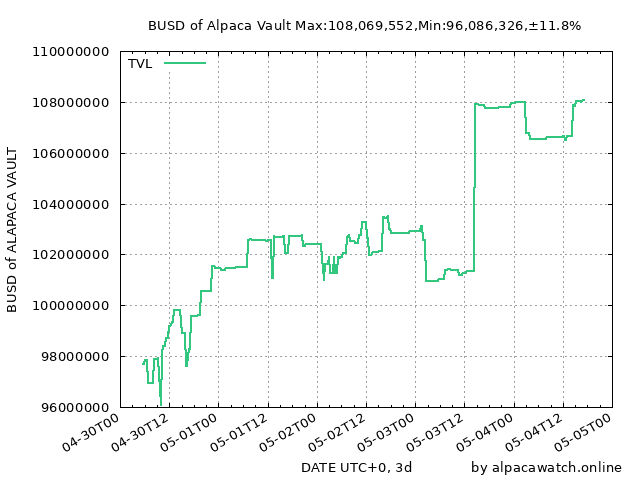 BUSD of Alpaca Vault Max:108,069,552,Min:96,086,326,±11.8%
110000000
TVL
108000000
106000000
104000000
102000000
100000000
98000000
96000000
BUSD of ALAPACA VAULT
04-30T00
04-30T12
05-01T00
05-01T12
05-02T00
05-02T12
05-03T00
05-03T12
05-04T00
05-04T12
05-05T00
DATE UTC+0, 3d
by alpacawatch.online